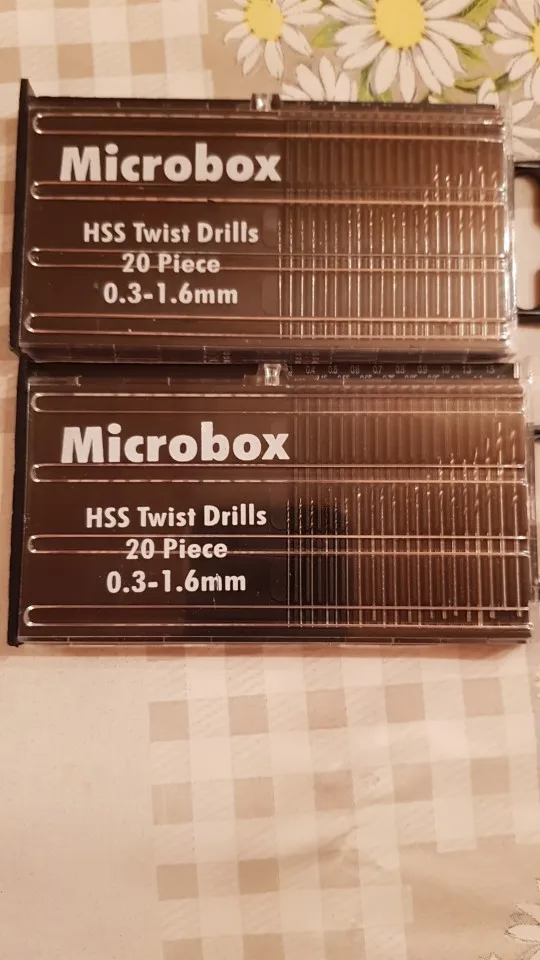 Microbox
HSS Twist Drills
20 Piece
0.3-1.6mm
Microbox
HSS Twist Drills
20 Piece
0.3-1.6mm